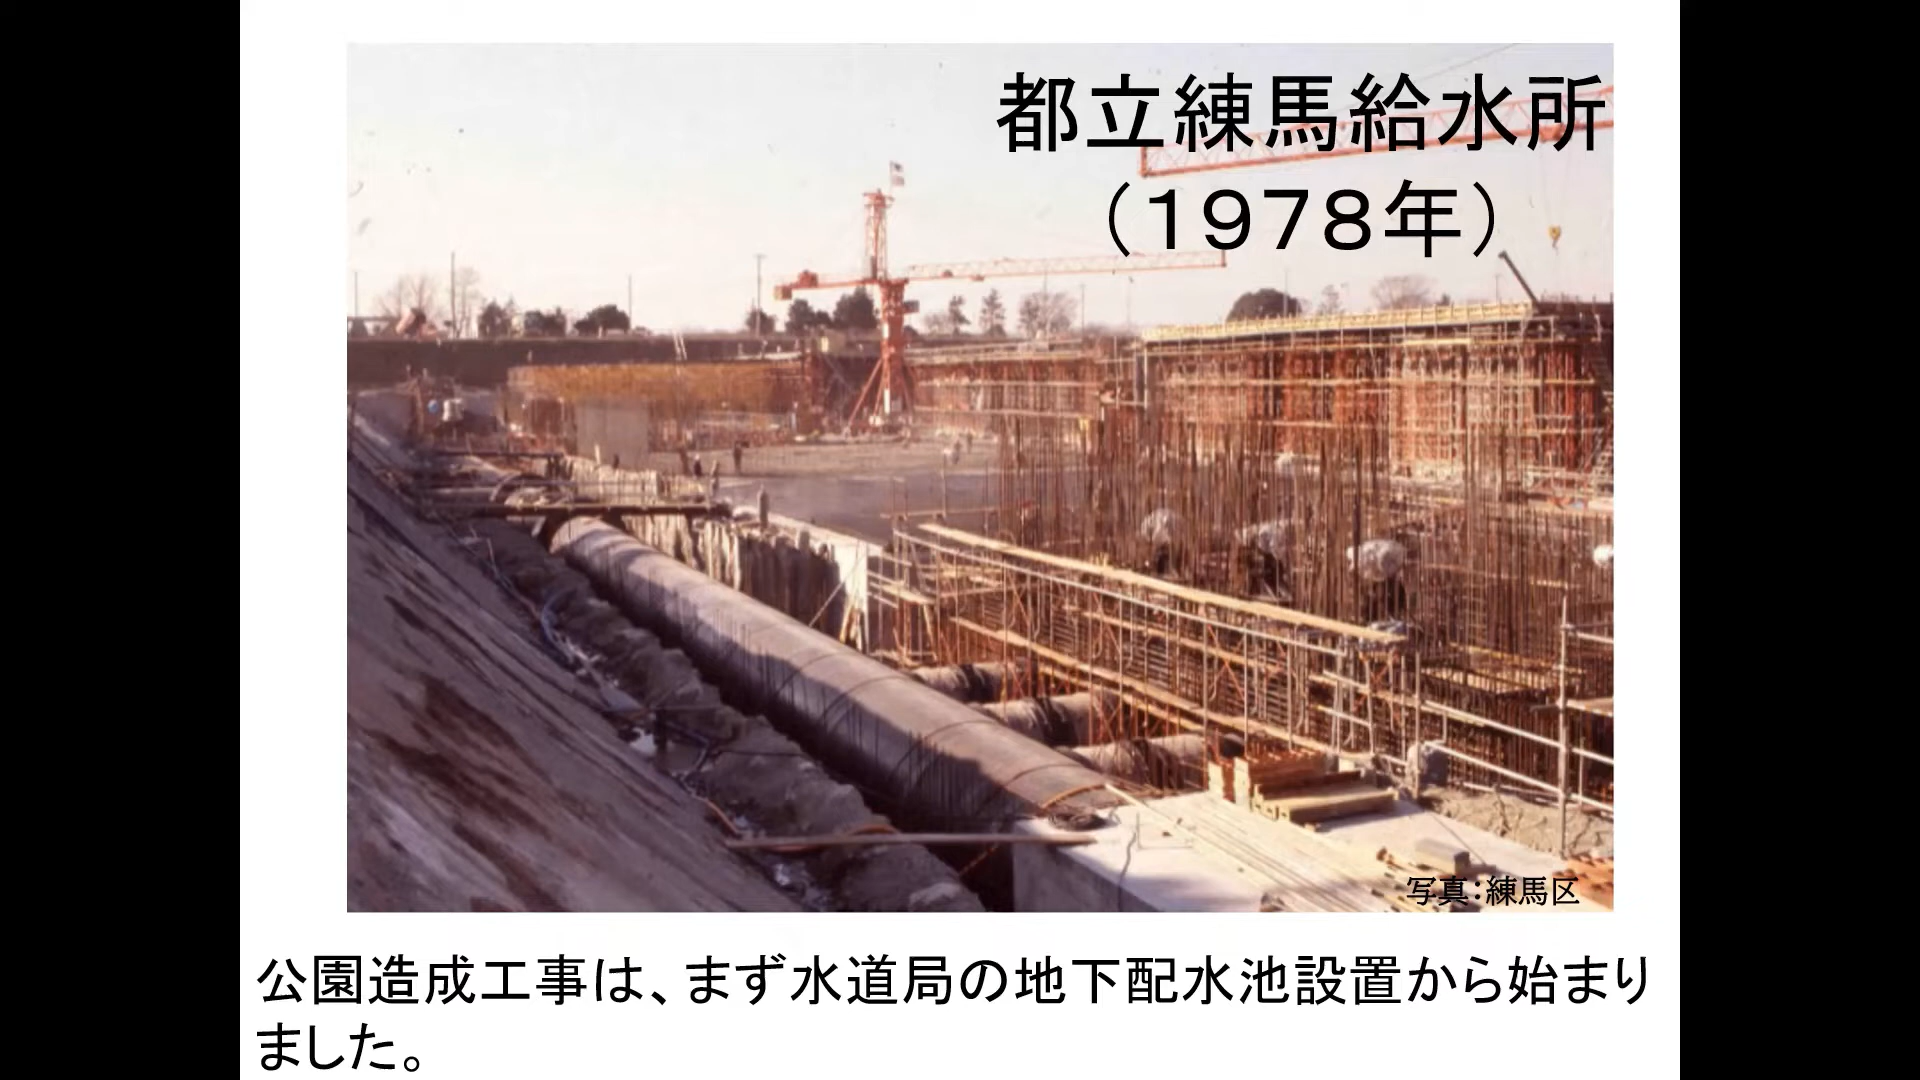 都立練馬給水所
（１９７８年）
写真：練馬区
公園造成工事は、まず水道局の地下配水池設置から始まり
ました。